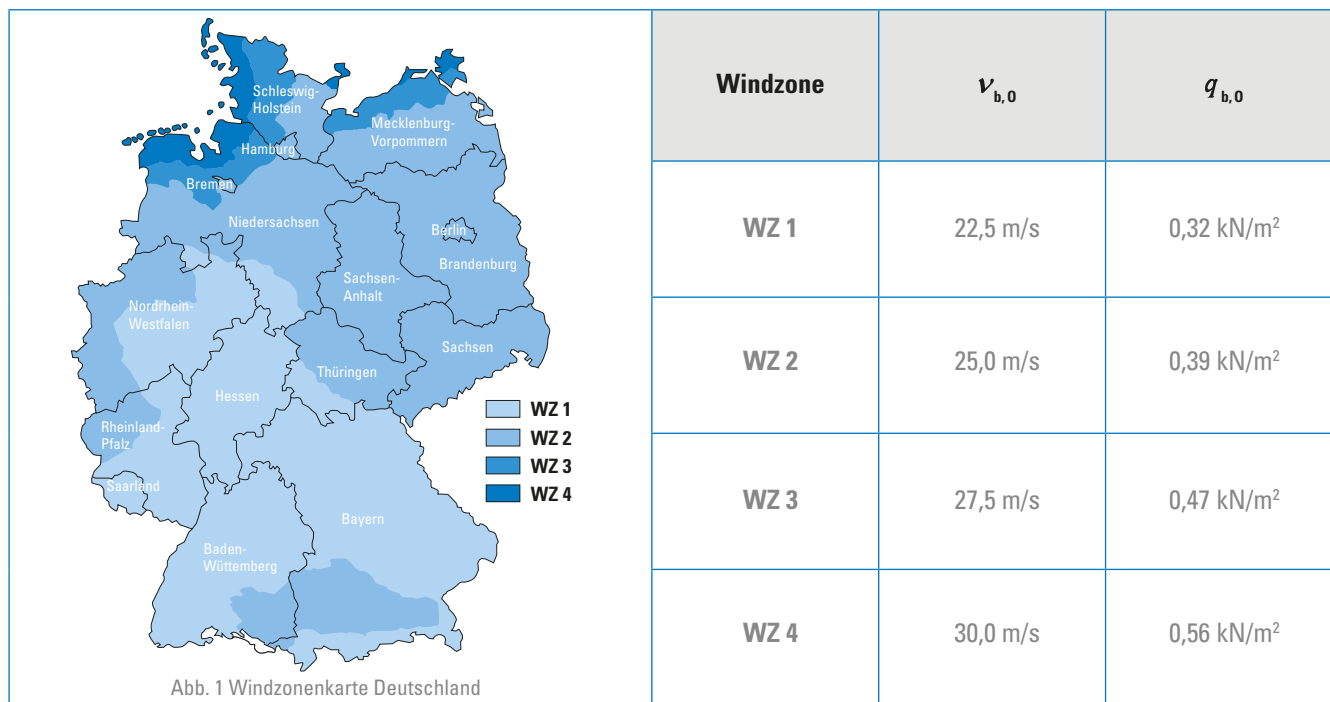 Schleswig-
Holstein
Mecklenburg-
Vorpommern
Hamburg
Bremen
Niedersachsen
Berlin
Brandenburg
Sachsen-
Anhalt
Nordrhein-
Westfalen
Sachsen
Thüringen
Hessen
Rheinland-
Pfalz
Saarland
Bayern
Baden-
Wüttemberg
WZ 1
WZ 2
WZ 3
WZ 4
Abb. 1 Windzonenkarte Deutschland
Windzone ν b,0 q b,0
WZ 1 22,5 m/s 0,32 kN/m²
WZ 2 25,0 m/s 0,39 kN/m²
WZ 3 27,5 m/s 0,47 kN/m²
WZ 4 30,0 m/s 0,56 kN/m²